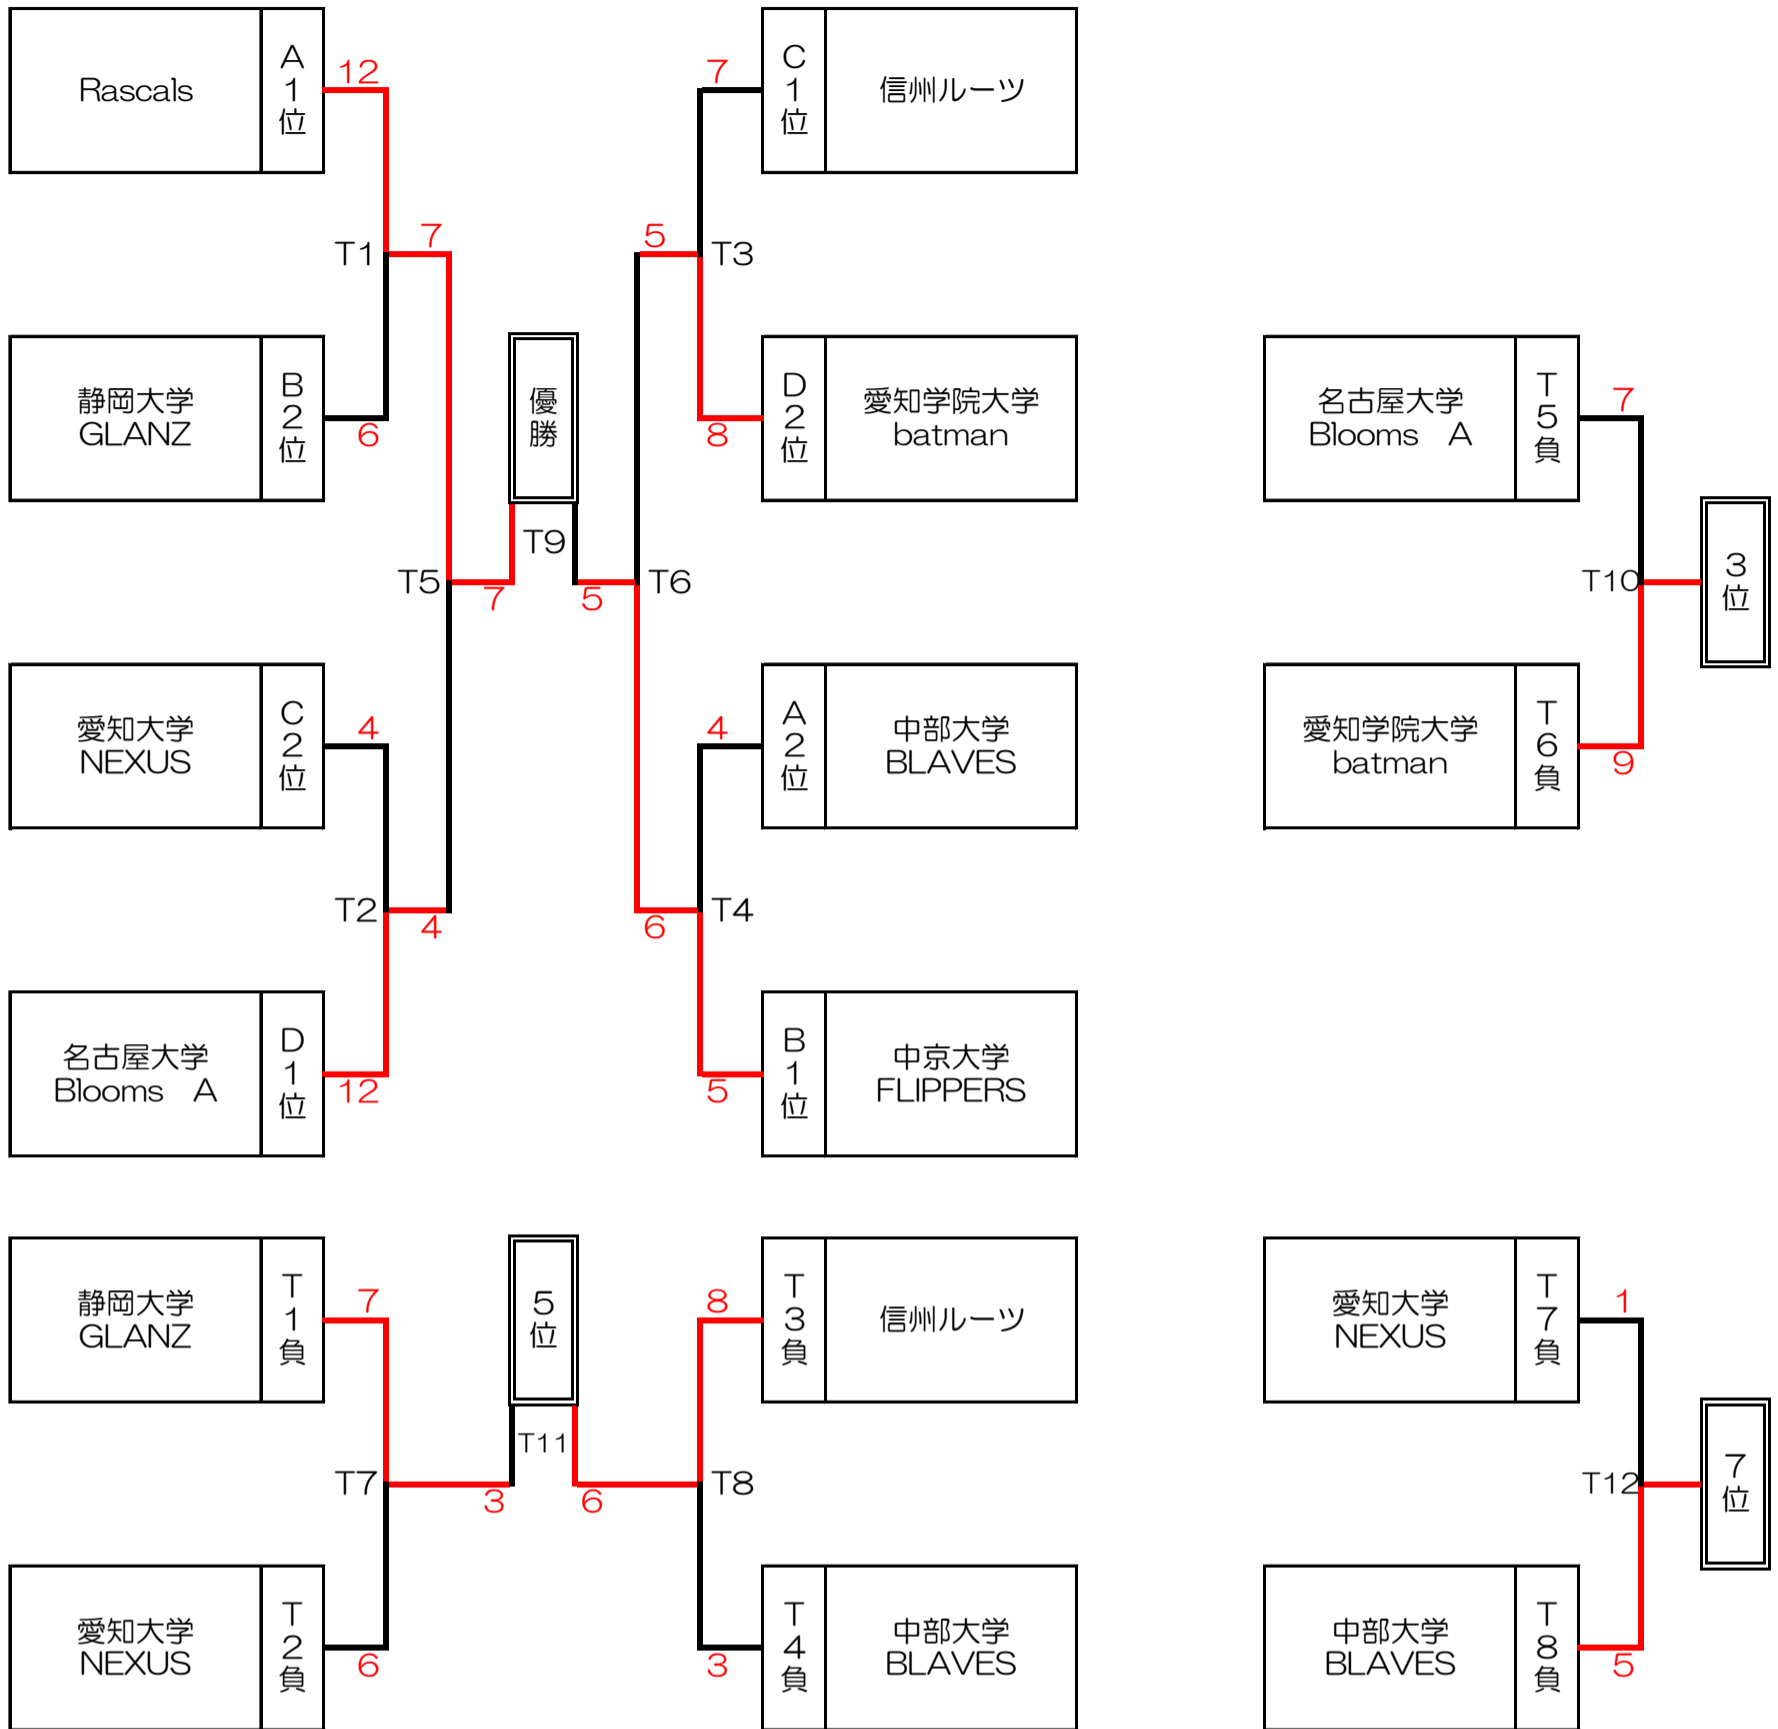 Rascals
A
1
位
12
7
C
1
位
信州ルーツ
T1
7
5
T3
静岡大学
GLANZ
B
2
位
6
優
勝
8
D
2
位
愛知学院大学
batman
名古屋大学
Blooms　A
T
5
負
7
T9
T5
7
5
T6
T10
3
位
愛知大学
NEXUS
C
2
位
4
4
A
2
位
中部大学
BLAVES
愛知学院大学
batman
T
6
負
9
T2
4
6
T4
名古屋大学
Blooms　A
D
1
位
12
5
B
1
位
中京大学
FLIPPERS
静岡大学
GLANZ
T
1
負
7
5
位
8
T
3
負
信州ルーツ
愛知大学
NEXUS
T
7
負
1
T11
T7
3
6
T8
T12
7
位
愛知大学
NEXUS
T
2
負
6
3
T
4
負
中部大学
BLAVES
中部大学
BLAVES
T
8
負
5